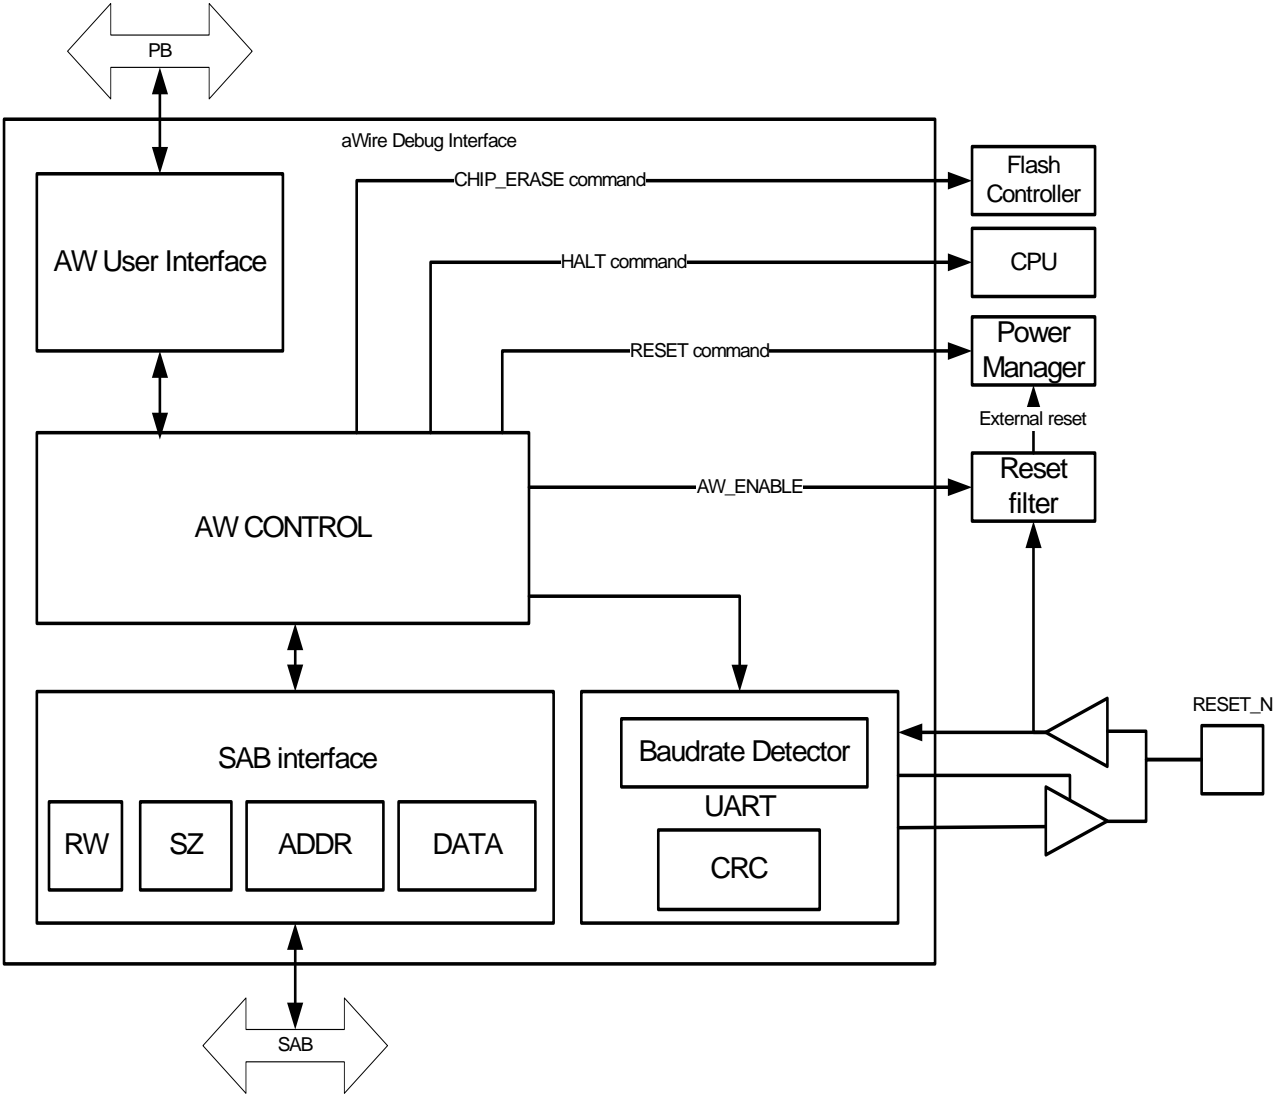 PB
aWire Debug Interface
CHIP_ERASE command
Flash
Controller
AW User Interface
HALT command
CPU
RESET command
Power
Manager
External reset
AW CONTROL
AW_ENABLE
Reset
filter
RESET_N
SAB interface
RW
SZ
ADDR
DATA
Baudrate Detector
UART
CRC
SAB